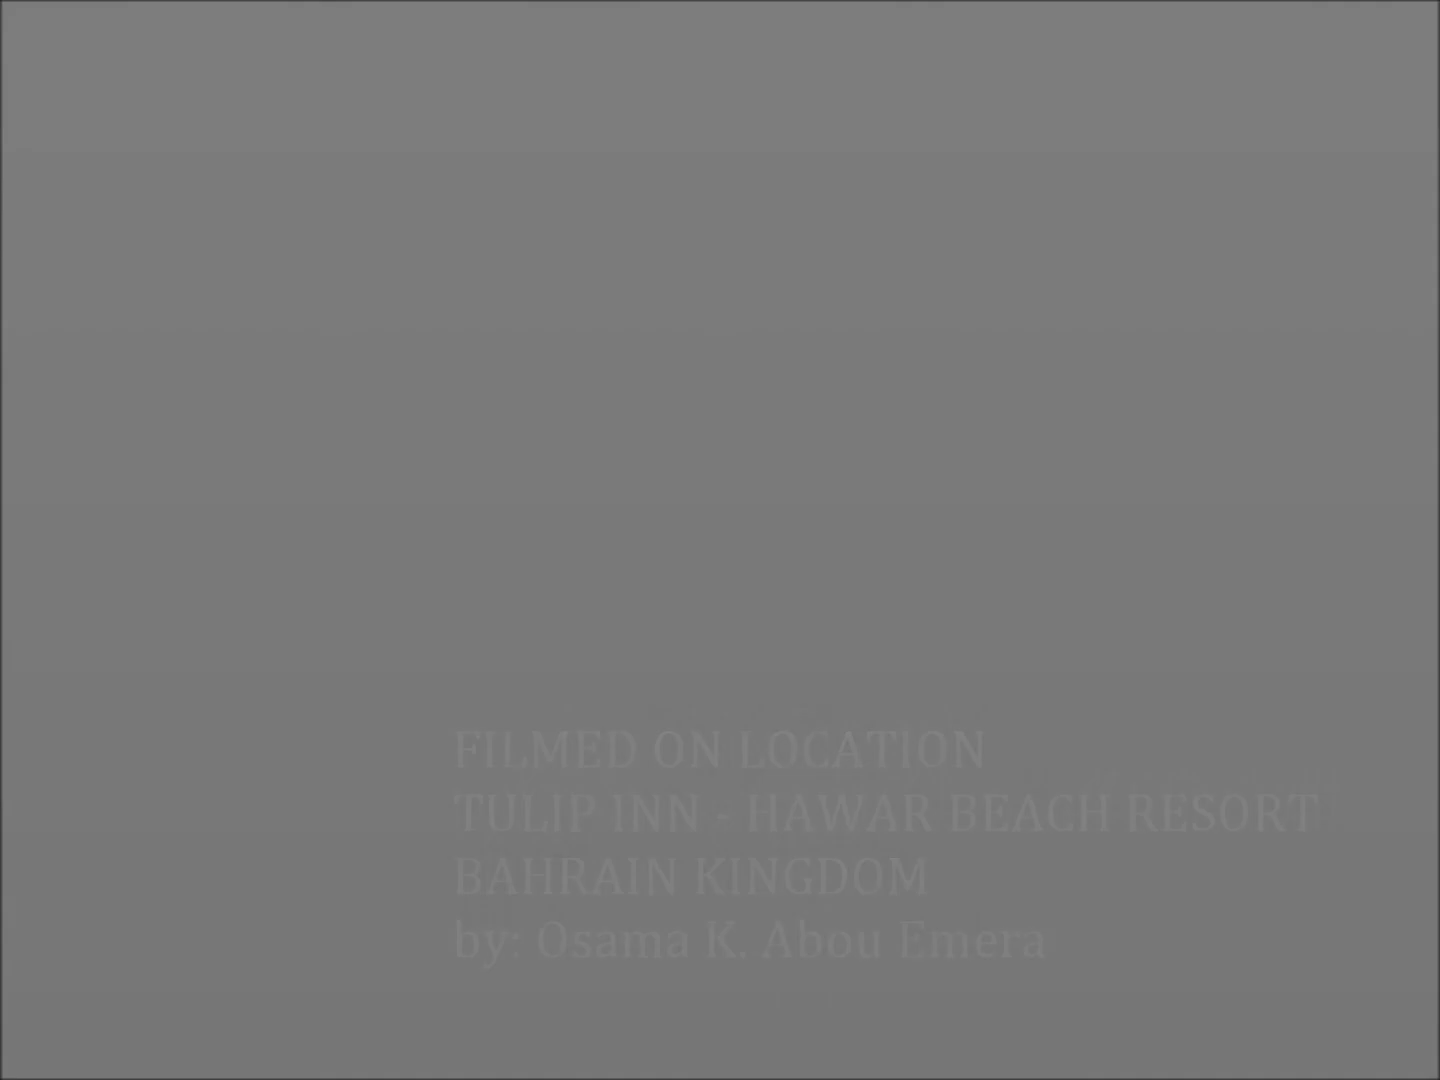 FILMED ON LOCATION
TULIP INN - HAWAR BEACH RESORT
BAHRAIN KINGDOM
by: Osama K. Abou Emera